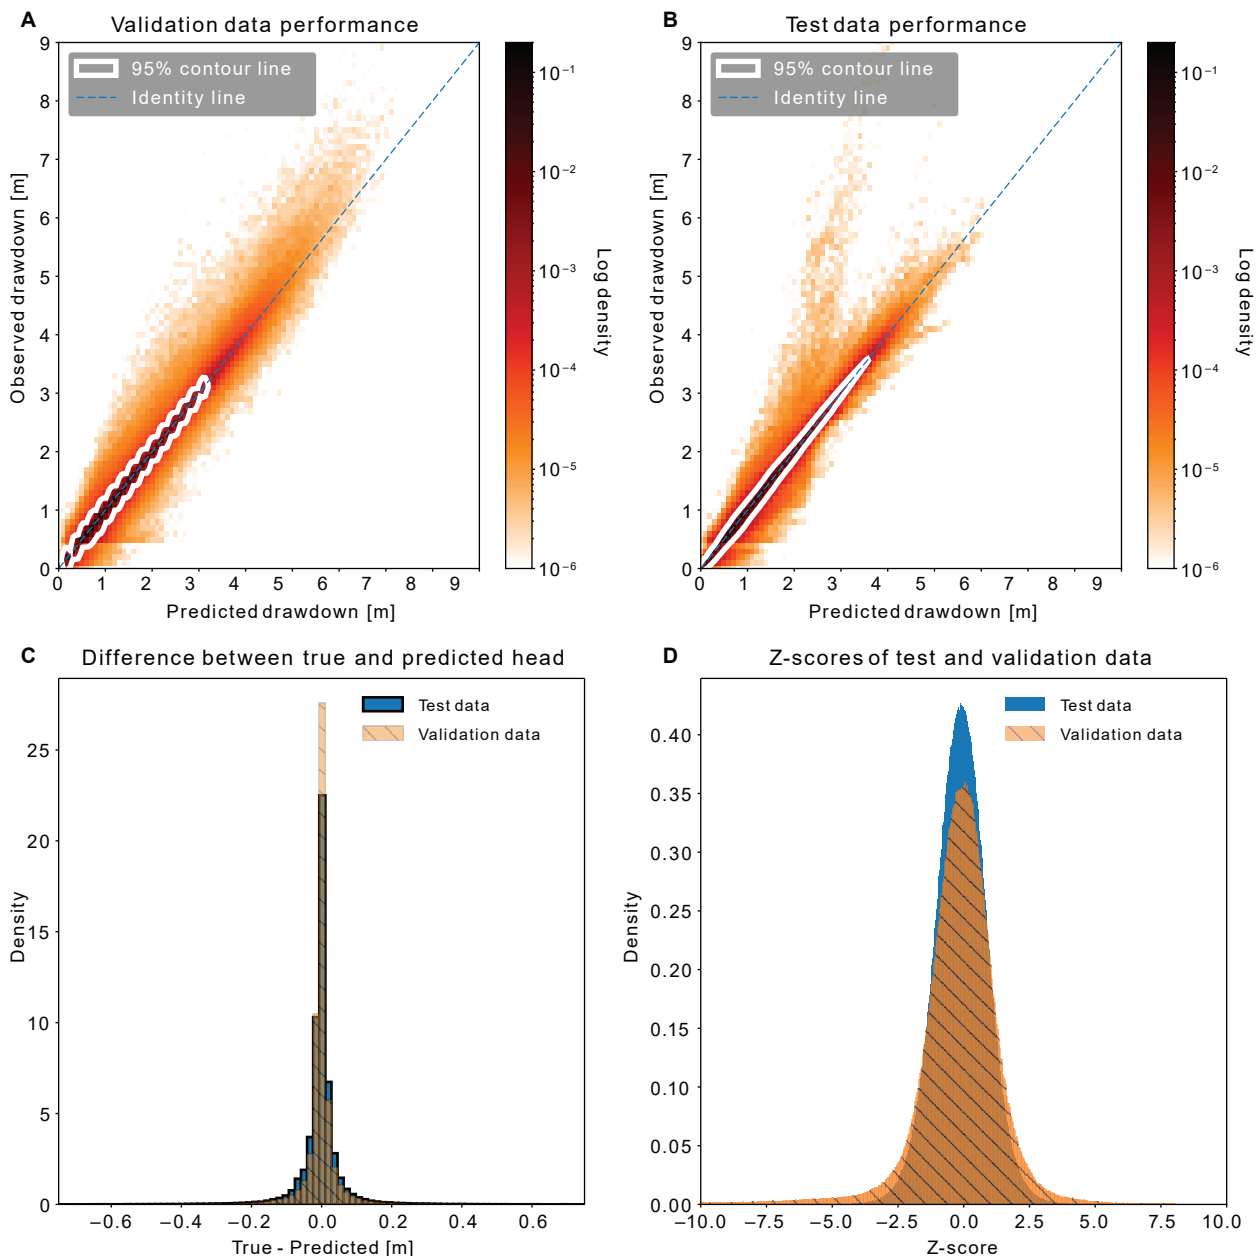 A Validation data performance
9
8
7
6
5
4
3
2
1
0
Observed drawdown [m]
95% contour line
Identity line
0 1 2 3 4 5 6 7 8 9
Predicted drawdown [m]
10⁻¹
10⁻²
10⁻³
10⁻⁴
10⁻⁵
10⁻⁶
Log density
B Test data performance
9
8
7
6
5
4
3
2
1
0
Observed drawdown [m]
95% contour line
Identity line
0 1 2 3 4 5 6 7 8 9
Predicted drawdown [m]
10⁻¹
10⁻²
10⁻³
10⁻⁴
10⁻⁵
10⁻⁶
Log density
C Difference between true and predicted head
25
20
15
10
5
0
Density
Test data
Validation data
−0.6 −0.4 −0.2 0.0 0.2 0.4 0.6
True - Predicted [m]
D Z-scores of test and validation data
0.40
0.35
0.30
0.25
0.20
0.15
0.10
0.05
0.00
Density
Test data
Validation data
−10.0 −7.5 −5.0 −2.5 0.0 2.5 5.0 7.5 10.0
Z-score